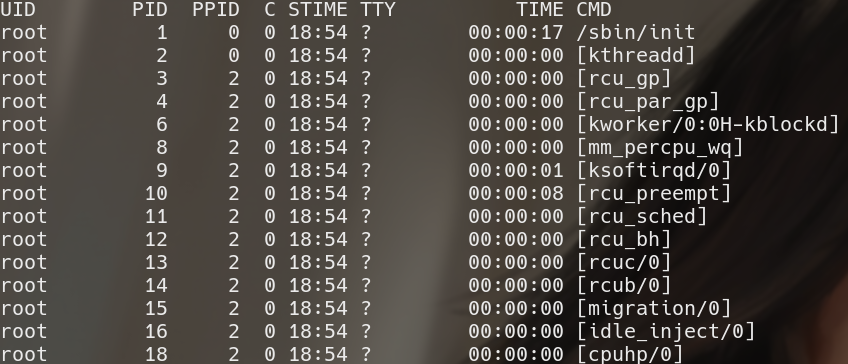 UID PID PPID C STIME TTY TIME CMD
root 1 0 0 18:54 ? 00:00:17 /sbin/init
root 2 0 0 18:54 ? 00:00:00 [kthreadd]
root 3 2 0 18:54 ? 00:00:00 [rcu_gp]
root 4 2 0 18:54 ? 00:00:00 [rcu_par_gp]
root 6 2 0 18:54 ? 00:00:00 [kworker/0:0H-kblockd]
root 8 2 0 18:54 ? 00:00:00 [mm_percpu_wq]
root 9 2 0 18:54 ? 00:00:01 [ksoftirqd/0]
root 10 2 0 18:54 ? 00:00:08 [rcu_preempt]
root 11 2 0 18:54 ? 00:00:00 [rcu_sched]
root 12 2 0 18:54 ? 00:00:00 [rcu_bh]
root 13 2 0 18:54 ? 00:00:00 [rcuc/0]
root 14 2 0 18:54 ? 00:00:00 [rcub/0]
root 15 2 0 18:54 ? 00:00:00 [migration/0]
root 16 2 0 18:54 ? 00:00:00 [idle_inject/0]
root 18 2 0 18:54 ? 00:00:00 [cpuhp/0]